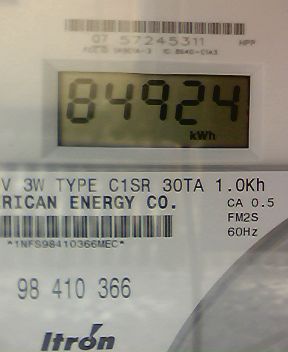 07 57245311 HPP
84924
kWh
V 3W TYPE C1SR 30TA 1.0Kh
RICAN ENERGY CO.
CA 0.5
FM2S
60Hz
*1NFS98410366MEC*
98 410 366
Itron